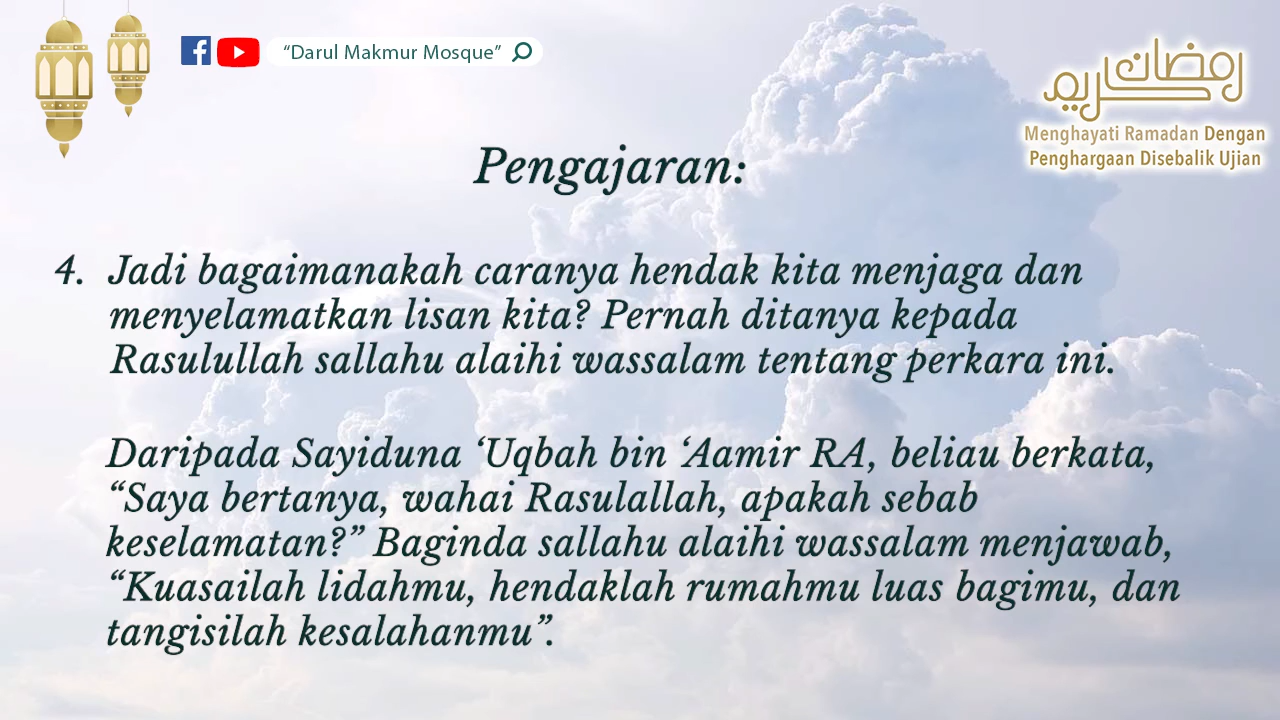 “Darul Makmur Mosque”
رمضان كريم
Menghayati Ramadan Dengan
Penghargaan Disebalik Ujian
Pengajaran:
4. Jadi bagaimanakah caranya hendak kita menjaga dan
menyelamatkan lisan kita? Pernah ditanya kepada
Rasulullah sallahu alaihi wassalam tentang perkara ini.
Daripada Sayiduna ‘Uqbah bin ‘Aamir RA, beliau berkata,
“Saya bertanya, wahai Rasulallah, apakah sebab
keselamatan?” Baginda sallahu alaihi wassalam menjawab,
“Kuasailah lidahmu, hendaklah rumahmu luas bagimu, dan
tangisilah kesalahanmu”.